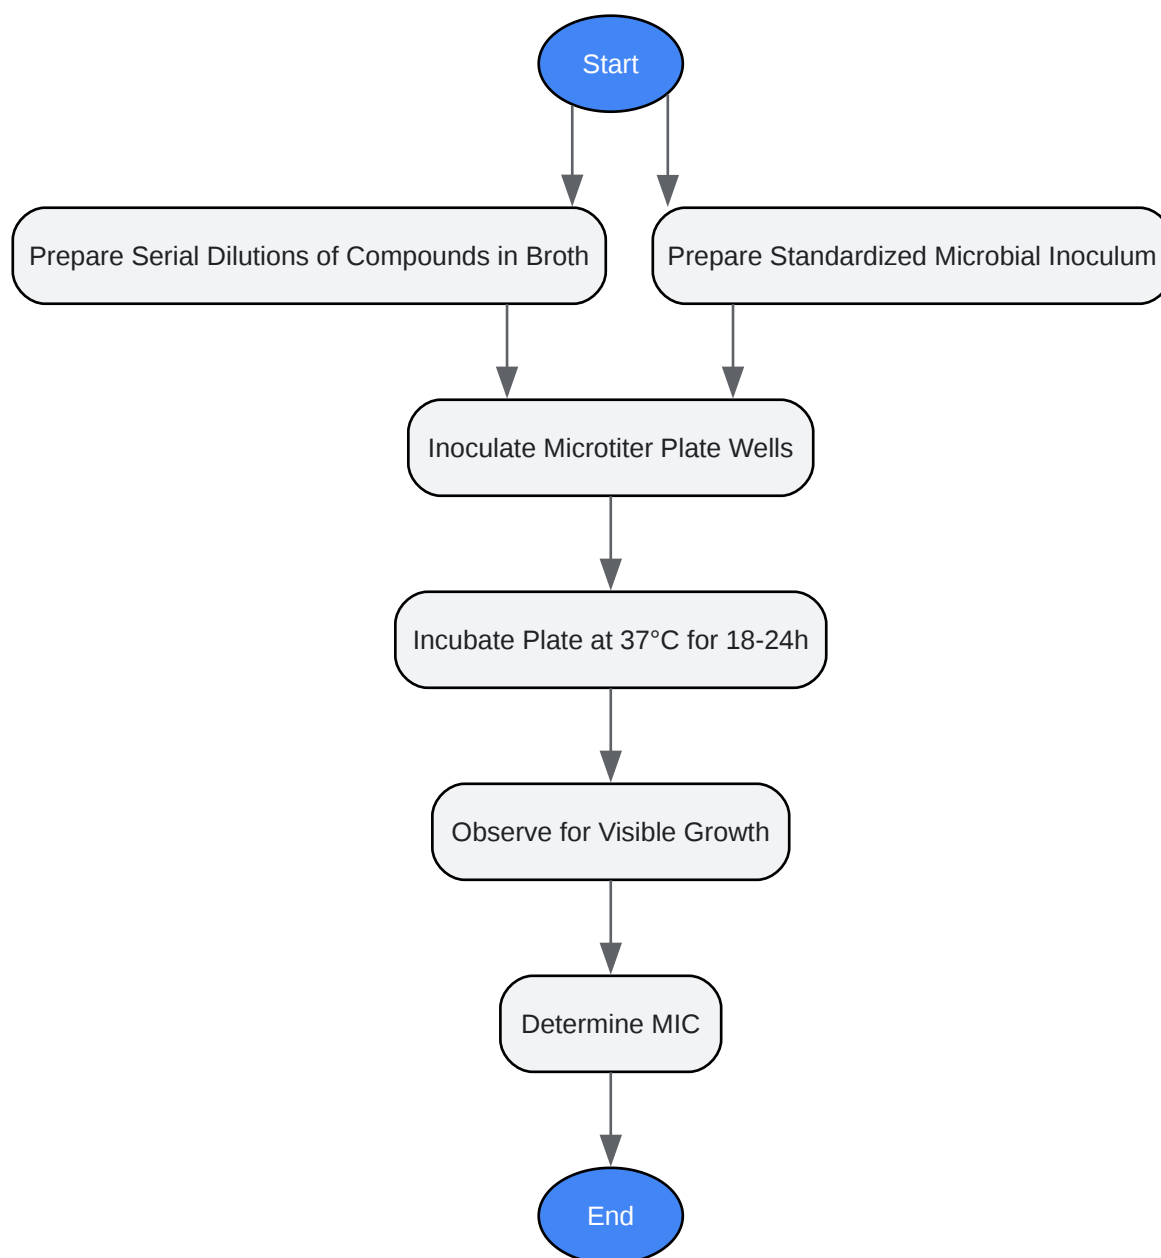 Start
Prepare Serial Dilutions of Compounds in Broth
Prepare Standardized Microbial Inoculum
Inoculate Microtiter Plate Wells
Incubate Plate at 37°C for 18-24h
Observe for Visible Growth
Determine MIC
End